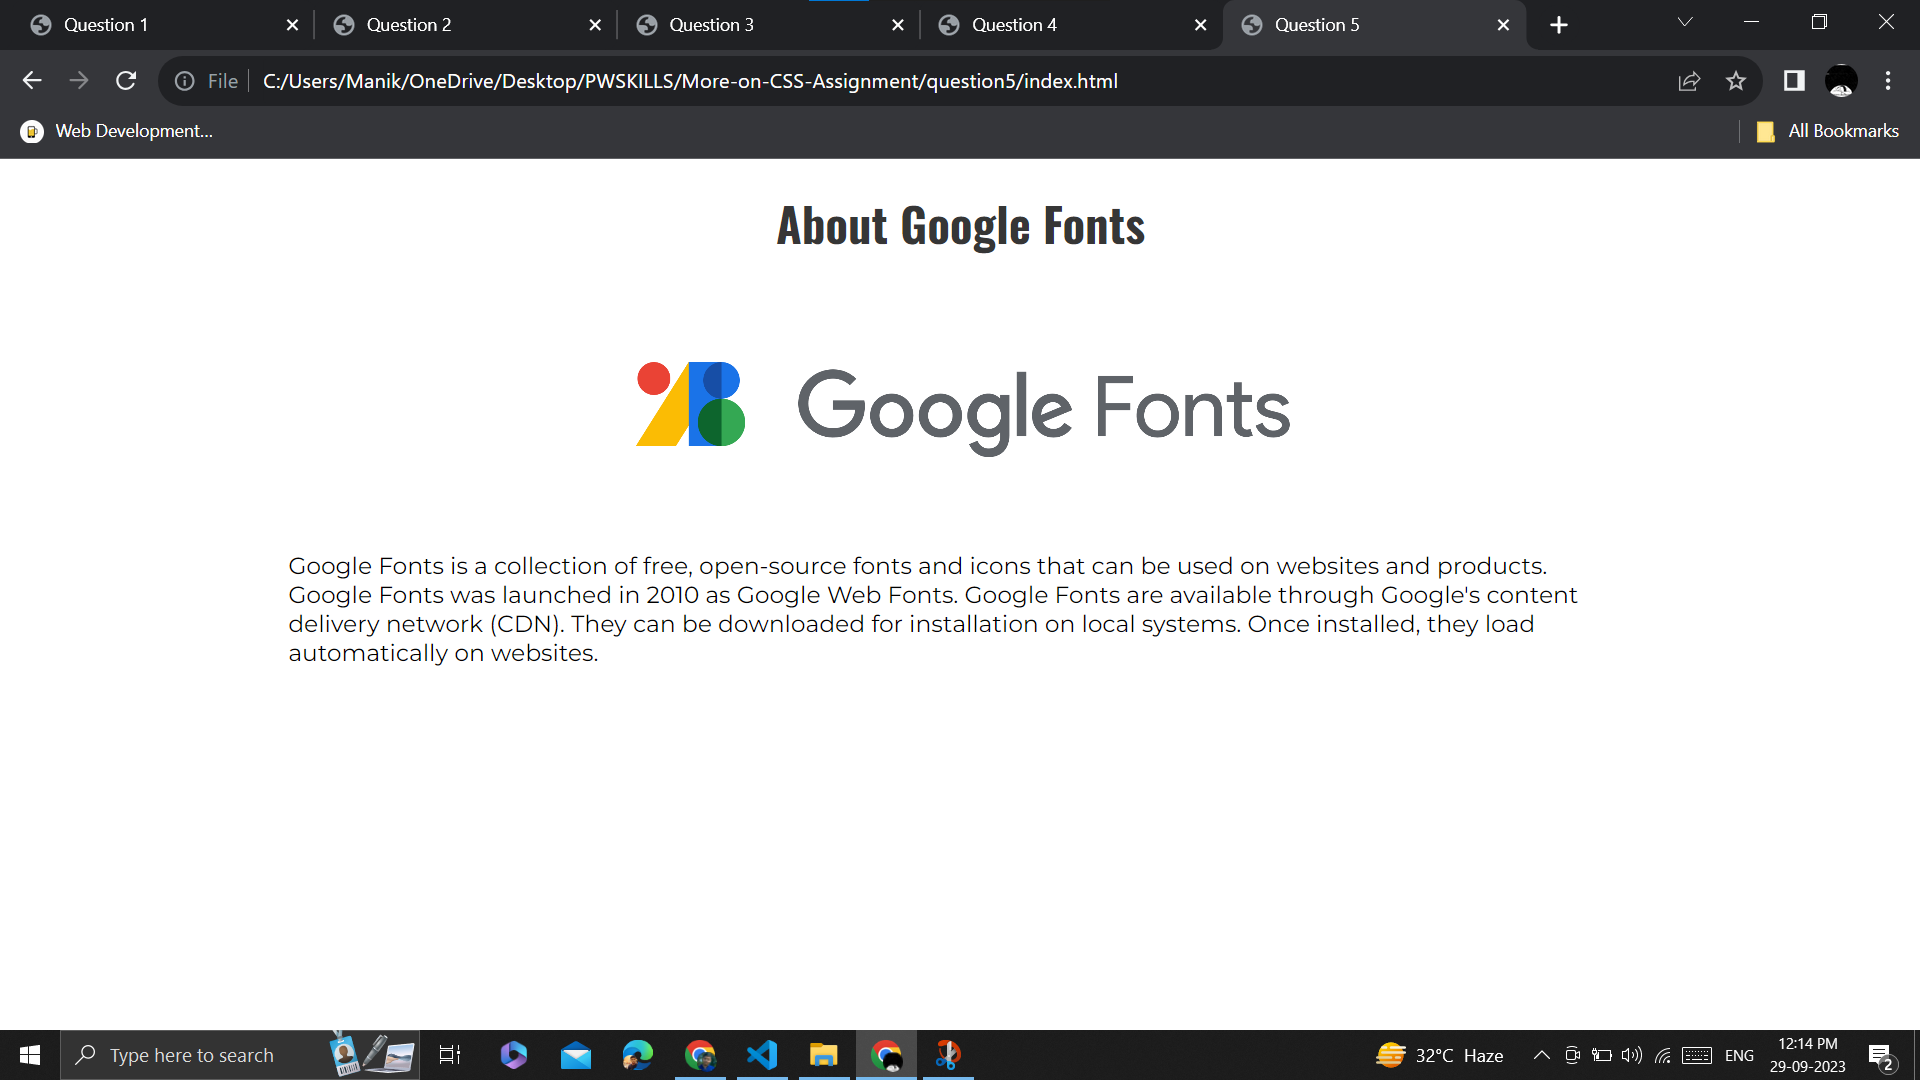 Question 1
Question 2
Question 3
Question 4
Question 5
File C:/Users/Manik/OneDrive/Desktop/PWSKILLS/More-on-CSS-Assignment/question5/index.html
Web Development...
All Bookmarks
About Google Fonts
Google Fonts
Google Fonts is a collection of free, open-source fonts and icons that can be used on websites and products.
Google Fonts was launched in 2010 as Google Web Fonts. Google Fonts are available through Google's content
delivery network (CDN). They can be downloaded for installation on local systems. Once installed, they load
automatically on websites.
Type here to search
32°C Haze
ENG
12:14 PM
29-09-2023
2